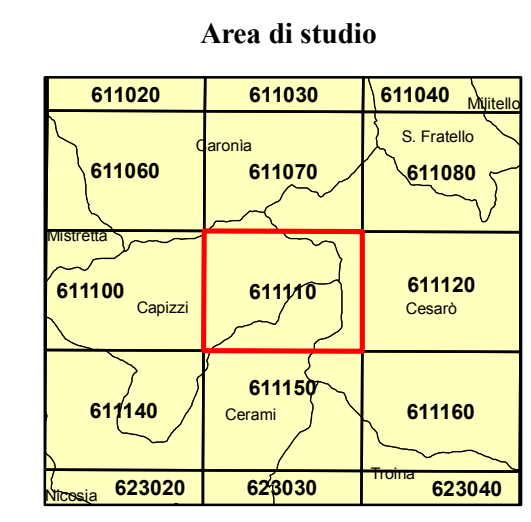 Area di studio
611020 611030 611040 Militello
Caronìa S. Fratello
611060 611070 611080
Mistretta
611100 611110 611120
Capizzi Cesarò
611150
611140 Cerami 611160
Troina
Nicosia 623020 623030 623040